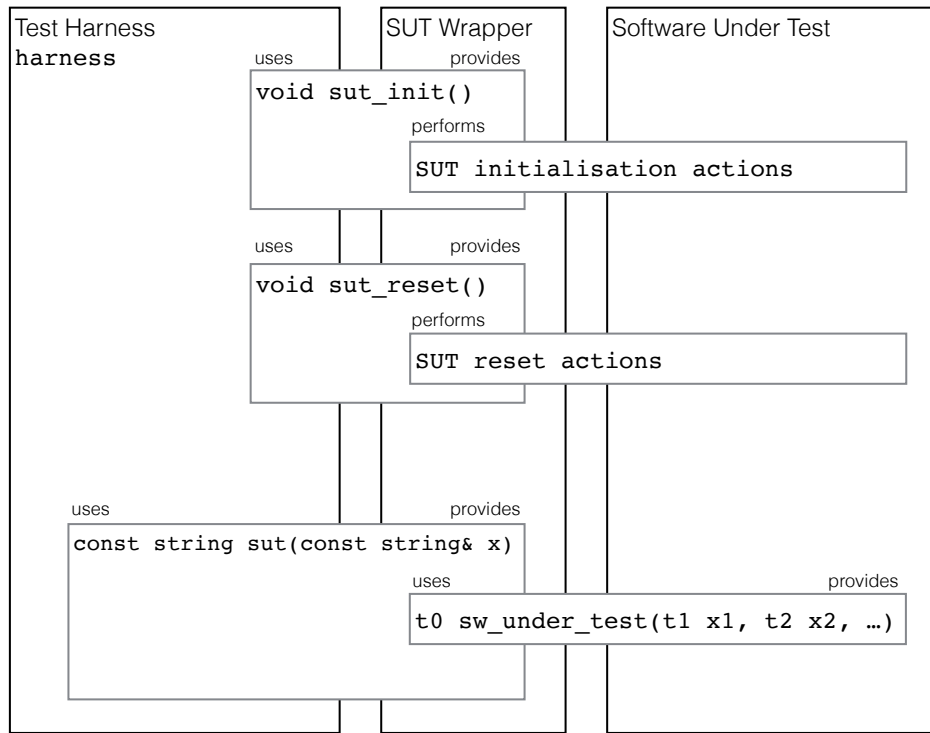 Test Harness
harness
SUT Wrapper
Software Under Test
uses
provides
void sut_init()
performs
SUT initialisation actions
uses
provides
void sut_reset()
performs
SUT reset actions
uses
provides
const string sut(const string& x)
uses
provides
t0 sw_under_test(t1 x1, t2 x2, …)